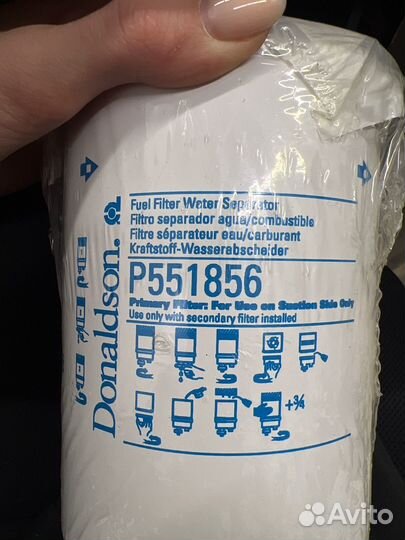 Donaldson.
Fuel Filter Water Separator
Filtro separador agua/combustible
Filtre séparateur eau/carburant
Kraftstoff-Wasserabscheider
P551856
Primary Filter: For Use on Suction Side Only
Use only with secondary filter installed
+¾
Avito